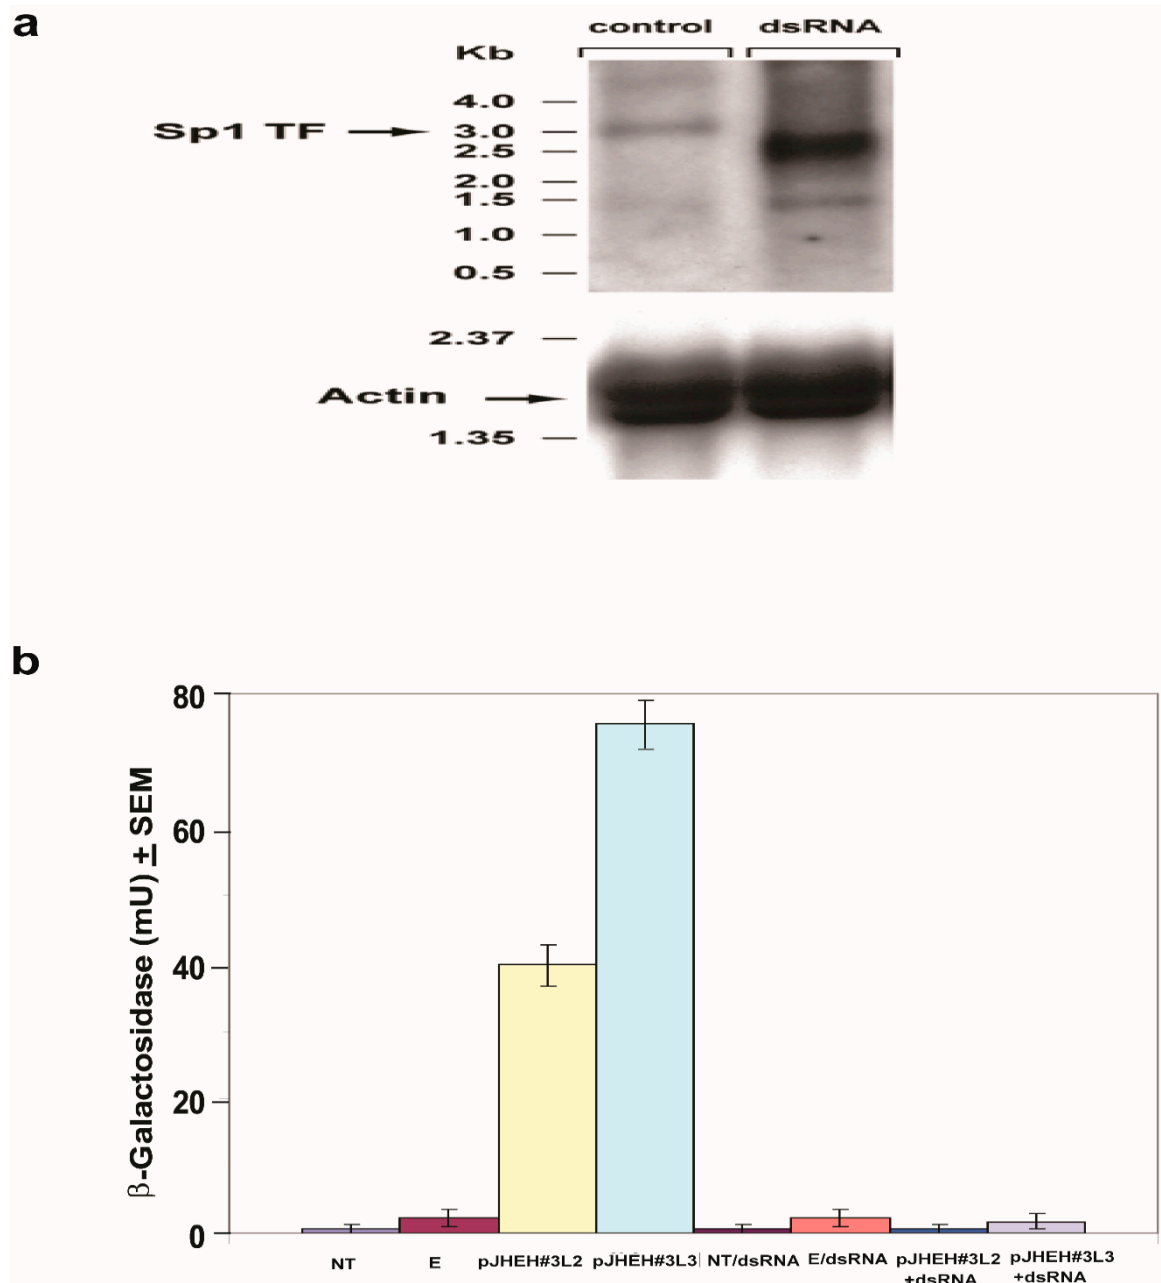 a
control dsRNA
Kb
4.0
Sp1 TF 3.0
2.5
2.0
1.5
1.0
0.5
2.37
Actin
1.35
b
β-Galactosidase (mU) ± SEM
80
60
40
20
0
NT E pJHEH#3L2 pJHEH#3L3 NT/dsRNA E/dsRNA pJHEH#3L2 +dsRNA pJHEH#3L3 +dsRNA